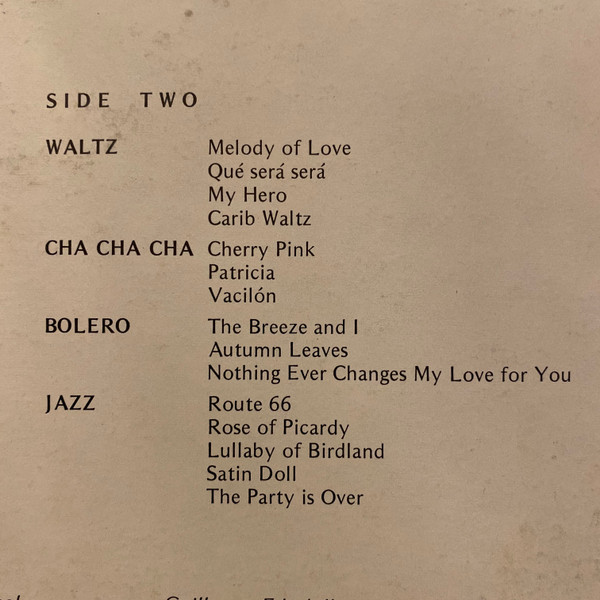 SIDE TWO
WALTZ Melody of Love
Qué será será
My Hero
Carib Waltz
CHA CHA CHA Cherry Pink
Patricia
Vacilón
BOLERO The Breeze and I
Autumn Leaves
Nothing Ever Changes My Love for You
JAZZ Route 66
Rose of Picardy
Lullaby of Birdland
Satin Doll
The Party is Over